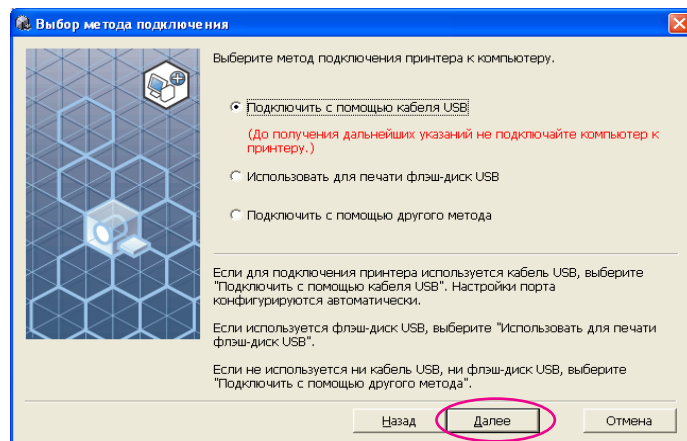 Выбор метода подключения
Выберите метод подключения принтера к компьютеру.
Подключить с помощью кабеля USB
(До получения дальнейших указаний не подключайте компьютер к
принтеру.)
Использовать для печати флэш-диск USB
Подключить с помощью другого метода
Если для подключения принтера используется кабель USB, выберите
"Подключить с помощью кабеля USB". Настройки порта
конфигурируются автоматически.
Если используется флэш-диск USB, выберите "Использовать для печати
флэш-диск USB".
Если не используется ни кабель USB, ни флэш-диск USB, выберите
"Подключить с помощью другого метода".
Назад Далее Отмена